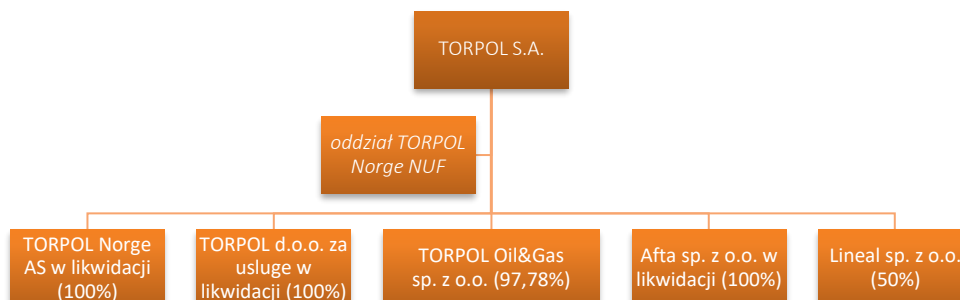 TORPOL S.A.
oddział TORPOL
Norge NUF
TORPOL Norge
AS w likwidacji
(100%)
TORPOL d.o.o. za
usluge w
likwidacji (100%)
TORPOL Oil&Gas
sp. z o.o. (97,78%)
Afta sp. z o.o. w
likwidacji (100%)
Lineal sp. z o.o.
(50%)